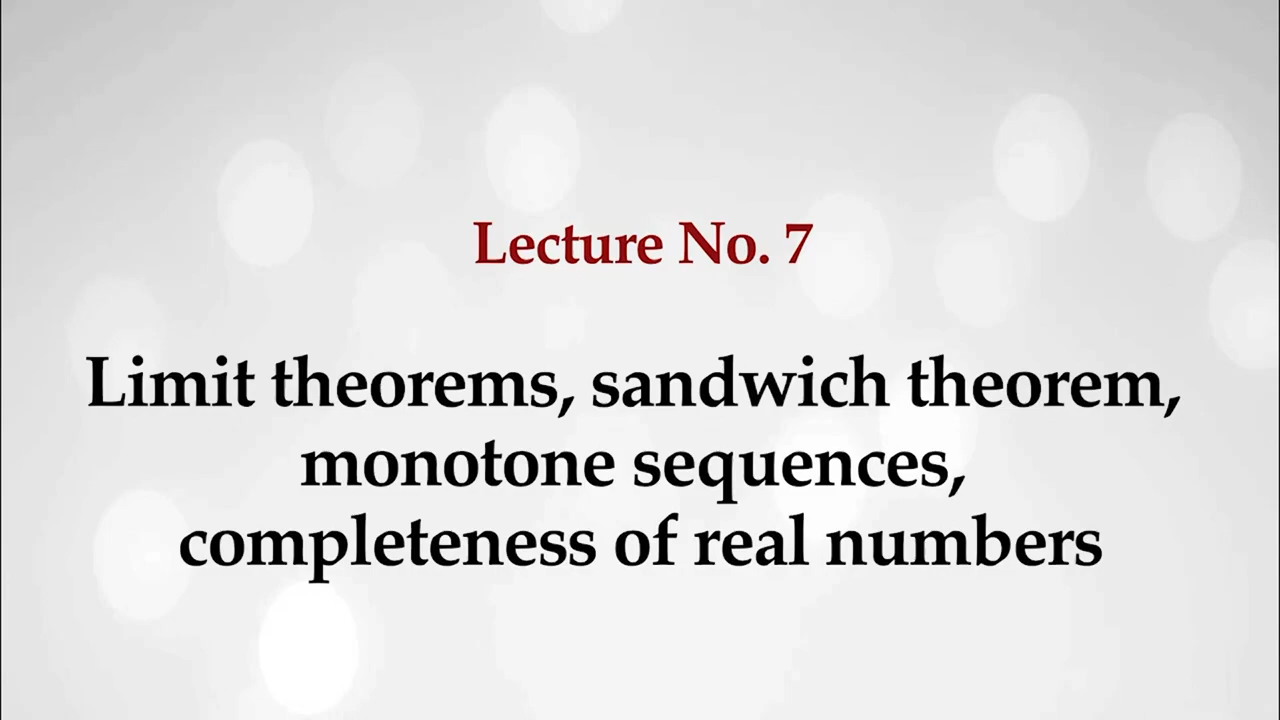 Lecture No. 7
Limit theorems, sandwich theorem,
monotone sequences,
completeness of real numbers